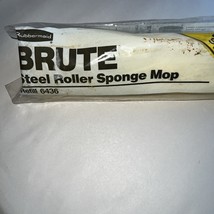 Rubbermaid
BRUTE
Steel Roller Sponge Mop
Refill 6436